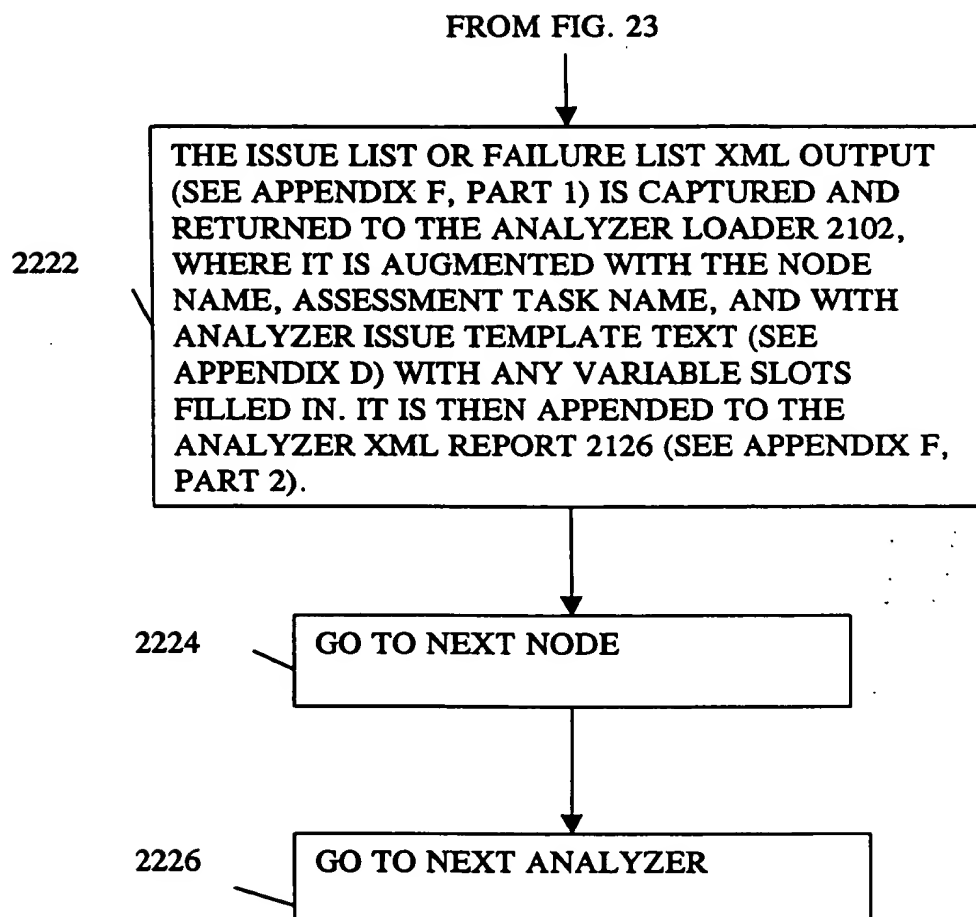 FROM FIG. 23
THE ISSUE LIST OR FAILURE LIST XML OUTPUT
(SEE APPENDIX F, PART 1) IS CAPTURED AND
RETURNED TO THE ANALYZER LOADER 2102,
2222
WHERE IT IS AUGMENTED WITH THE NODE
NAME, ASSESSMENT TASK NAME, AND WITH
ANALYZER ISSUE TEMPLATE TEXT (SEE
APPENDIX D) WITH ANY VARIABLE SLOTS
FILLED IN. IT IS THEN APPENDED TO THE
ANALYZER XML REPORT 2126 (SEE APPENDIX F,
PART 2).
2224
GO TO NEXT NODE
2226
GO TO NEXT ANALYZER